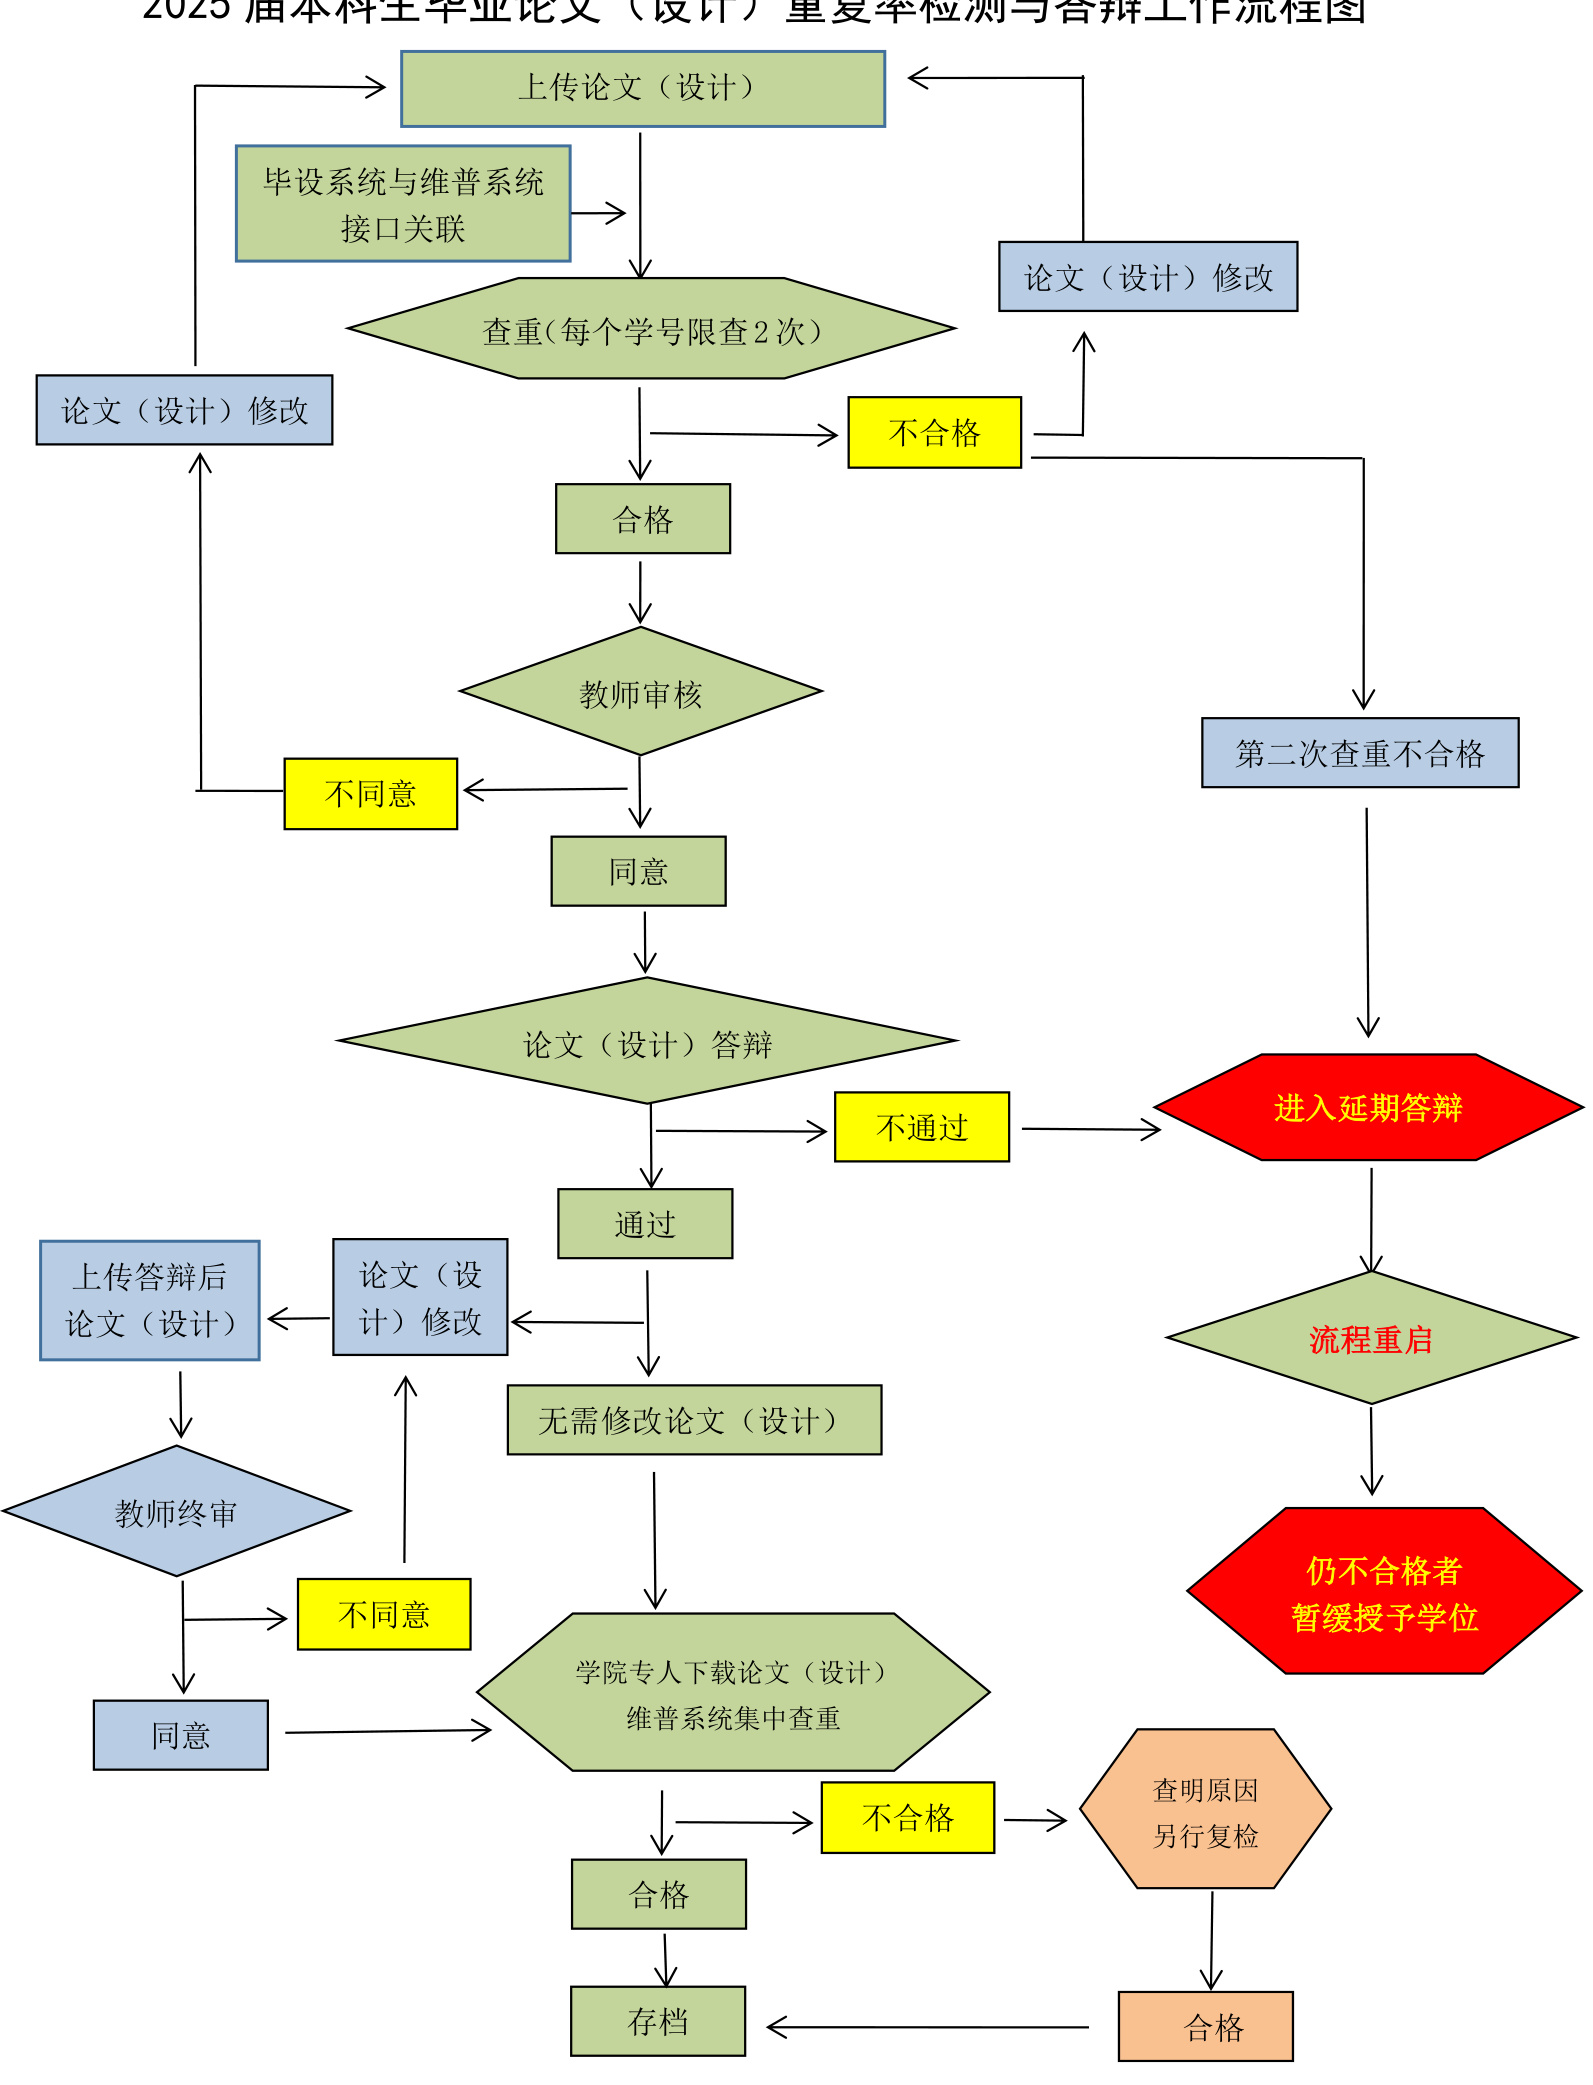 2025 届本科生毕业论文（设计）重复率检测与答辩工作流程图
上传论文（设计）
毕设系统与维普系统
接口关联
论文（设计）修改
查重(每个学号限查2次）
论文（设计）修改
不合格
合格
教师审核
第二次查重不合格
不同意
同意
论文（设计）答辩
进入延期答辩
不通过
通过
上传答辩后
论文（设计）
论文（设
计）修改
流程重启
无需修改论文（设计）
教师终审
仍不合格者
暂缓授予学位
不同意
学院专人下载论文（设计）
维普系统集中查重
同意
查明原因
另行复检
不合格
合格
存档
合格